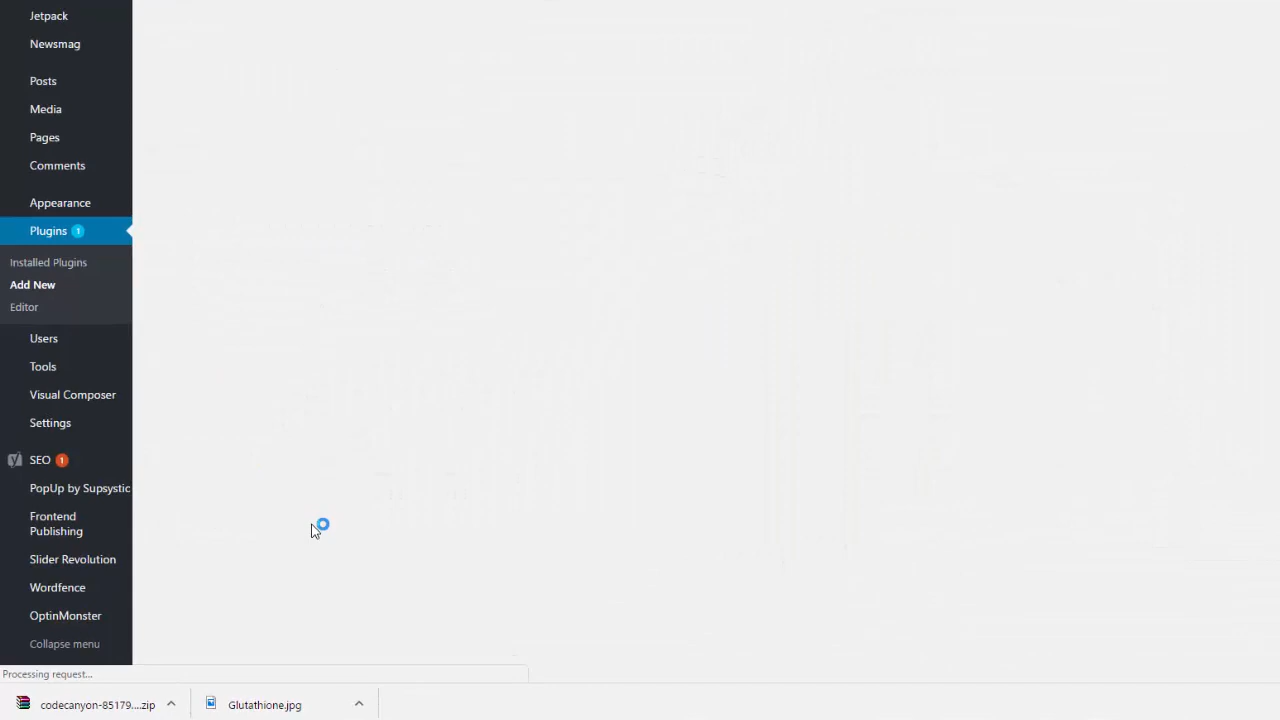 Jetpack
Newsmag
Posts
Media
Pages
Comments
Appearance
Plugins 1
Installed Plugins
Add New
Editor
Users
Tools
Visual Composer
Settings
SEO 1
PopUp by Supsystic
Frontend
Publishing
Slider Revolution
Wordfence
OptinMonster
Collapse menu
Processing request...
codecanyon-85179....zip
Glutathione.jpg